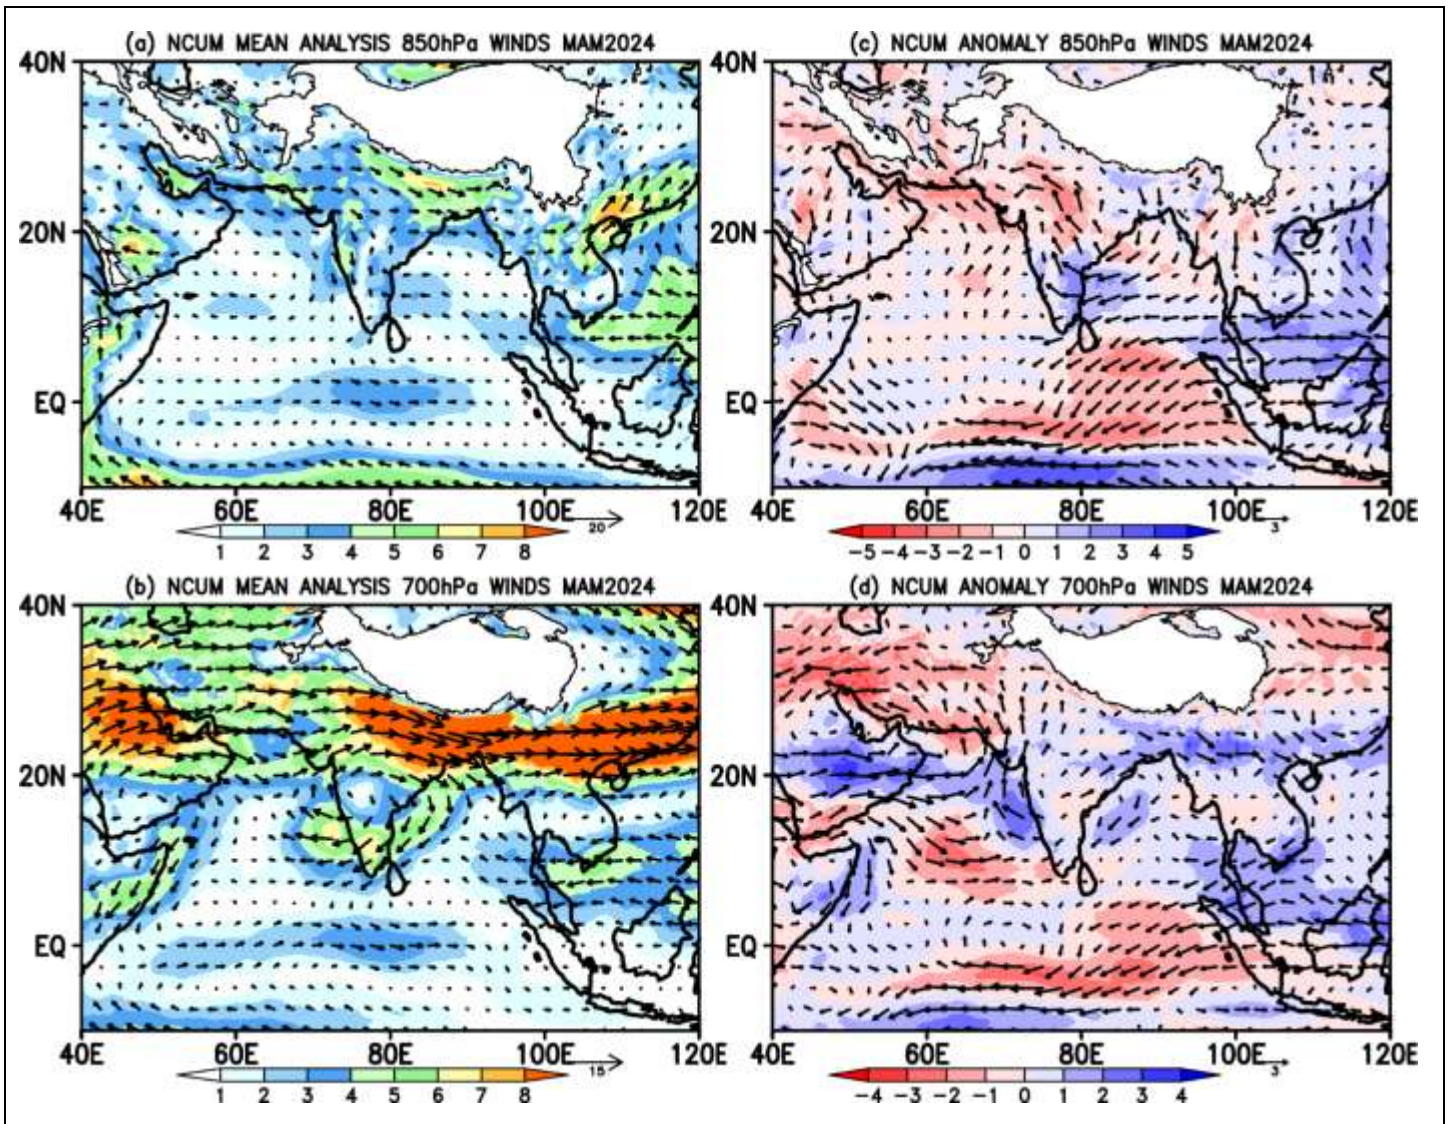 (a) NCUM MEAN ANALYSIS 850hPa WINDS MAM2024
40N
20N
EQ
40E 60E 80E 100E 120E
20
1 2 3 4 5 6 7 8
(c) NCUM ANOMALY 850hPa WINDS MAM2024
40N
20N
EQ
40E 60E 80E 100E 120E
3
-5 -4 -3 -2 -1 0 1 2 3 4 5
(b) NCUM MEAN ANALYSIS 700hPa WINDS MAM2024
40N
20N
EQ
40E 60E 80E 100E 120E
15
1 2 3 4 5 6 7 8
(d) NCUM ANOMALY 700hPa WINDS MAM2024
40N
20N
EQ
40E 60E 80E 100E 120E
3
-4 -3 -2 -1 0 1 2 3 4